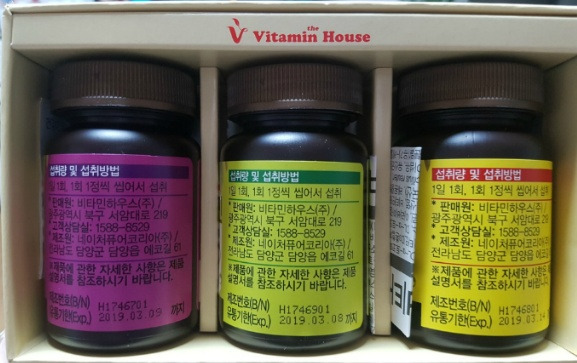 the
Vitamin House
섭취량 및 섭취방법
1일 1회, 1회 1정씩 씹어서 섭취
* 판매원: 비타민하우스(주) /
광주광역시 북구 서암대로 219
* 고객상담실: 1588-8529
* 제조원: 네이처퓨어코리아(주) /
전라남도 담양군 담양읍 에코길 61
※제품에 관한 자세한 사항은 제품
설명서를 참조하시기 바랍니다.
제조번호(B/N) H1746701
유통기한(Exp.) 2019.03.09 까지
섭취량 및 섭취방법
1일 1회, 1회 1정씩 씹어서 섭취
* 판매원: 비타민하우스(주) /
광주광역시 북구 서암대로 219
* 고객상담실: 1588-8529
* 제조원: 네이처퓨어코리아(주) /
전라남도 담양군 담양읍 에코길 61
※제품에 관한 자세한 사항은 제품
설명서를 참조하시기 바랍니다.
제조번호(B/N) H1746901
유통기한(Exp.) 2019.03.08 까지
섭취량 및 섭취방법
1일 1회, 1회 1정씩 씹어서 섭취
* 판매원: 비타민하우스(주) /
광주광역시 북구 서암대로 219
* 고객상담실: 1588-8529
* 제조원: 네이처퓨어코리아(주) /
전라남도 담양군 담양읍 에코길 61
※제품에 관한 자세한 사항은 제품
설명서를 참조하시기 바랍니다.
제조번호(B/N) H1746801
유통기한(Exp.) 2019.03.14